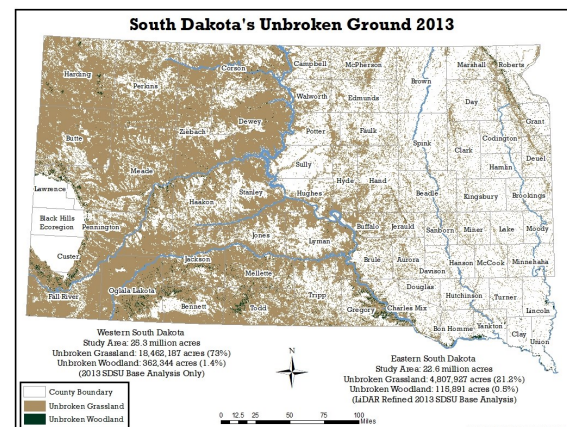 South Dakota's Unbroken Ground 2013
Harding
Perkins
Corson
Campbell
McPherson
Brown
Marshall
Roberts
Walworth
Edmunds
Day
Grant
Butte
Ziebach
Dewey
Potter
Faulk
Spink
Clark
Codington
Hamlin
Deuel
Meade
Sully
Hyde
Hand
Beadle
Kingsbury
Brookings
Lawrence
Black Hills
Ecoregion
Pennington
Haakon
Stanley
Hughes
Buffalo
Jerauld
Sanborn
Miner
Lake
Moody
Custer
Jackson
Jones
Lyman
Brule
Aurora
Davison
Hanson
McCook
Minnehaha
Fall River
Oglala Lakota
Bennett
Mellette
Todd
Tripp
Gregory
Charles Mix
Douglas
Hutchinson
Turner
Lincoln
Bon Homme
Yankton
Clay
Union
Western South Dakota
Study Area: 25.3 million acres
Unbroken Grassland: 18,462,187 acres (73%)
Unbroken Woodland: 362,344 acres (1.4%)
(2013 SDSU Base Analysis Only)
N
Eastern South Dakota
Study Area: 22.6 million acres
Unbroken Grassland: 4,807,927 acres (21.2%)
Unbroken Woodland: 115,891 acres (0.5%)
(LiDAR Refined 2013 SDSU Base Analysis)
County Boundary
Unbroken Grassland
Unbroken Woodland
0 12.5 25 50 75 100
Miles